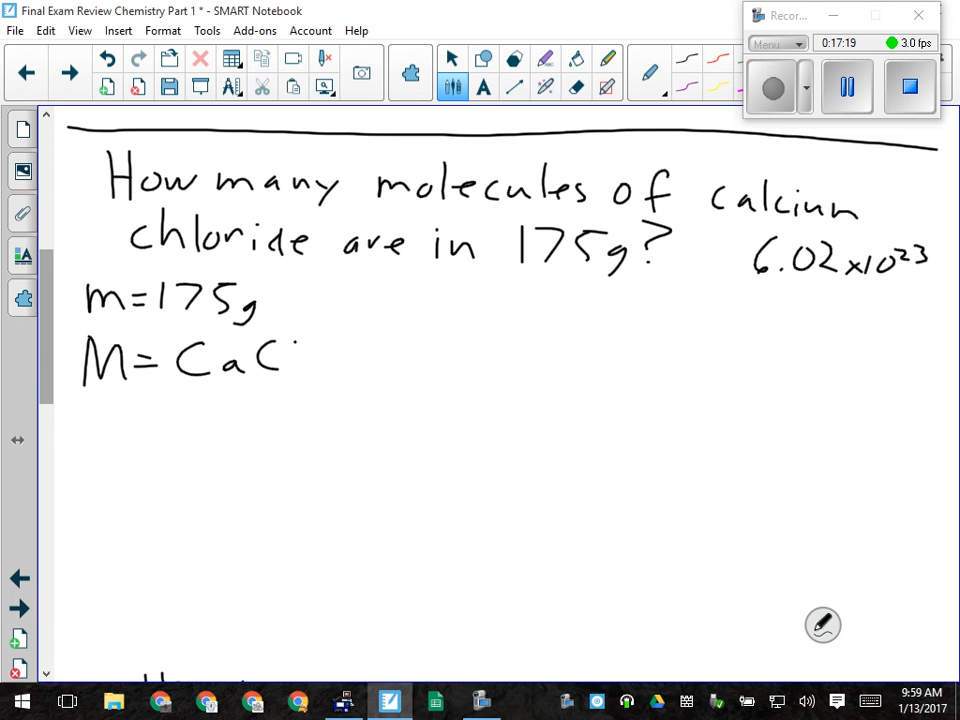 Final Exam Review Chemistry Part 1 * - SMART Notebook
File Edit View Insert Format Tools Add-ons Account Help
Recor...
Menu 0:17:19 3.0 fps
How many molecules of calcium
chloride are in 175g?
6.02x10^23
m=175g
M= CaC
9:59 AM
1/13/2017